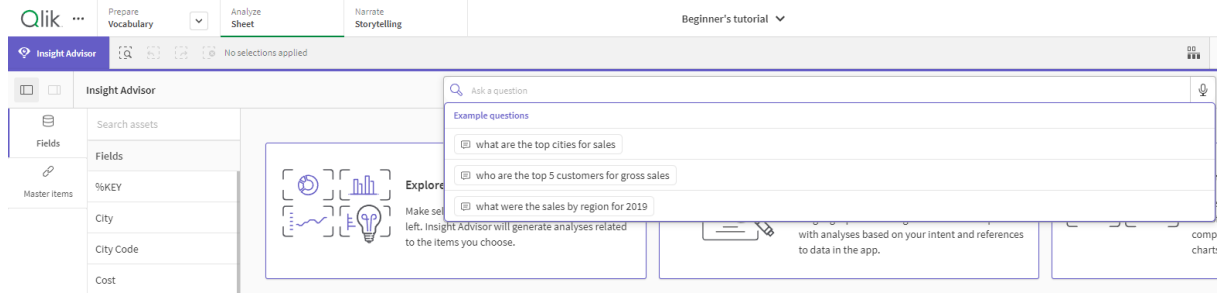 Qlik
Prepare
Vocabulary
Analyze
Sheet
Narrate
Storytelling
Beginner's tutorial
Insight Advisor
No selections applied
Insight Advisor
Ask a question
Fields
Master items
Search assets
Fields
%KEY
City
City Code
Cost
Example questions
what are the top cities for sales
who are the top 5 customers for gross sales
what were the sales by region for 2019
Explore
Make sel
left. Insight Advisor will generate analyses related
to the items you choose.
with analyses based on your intent and references
to data in the app.
comp
charts